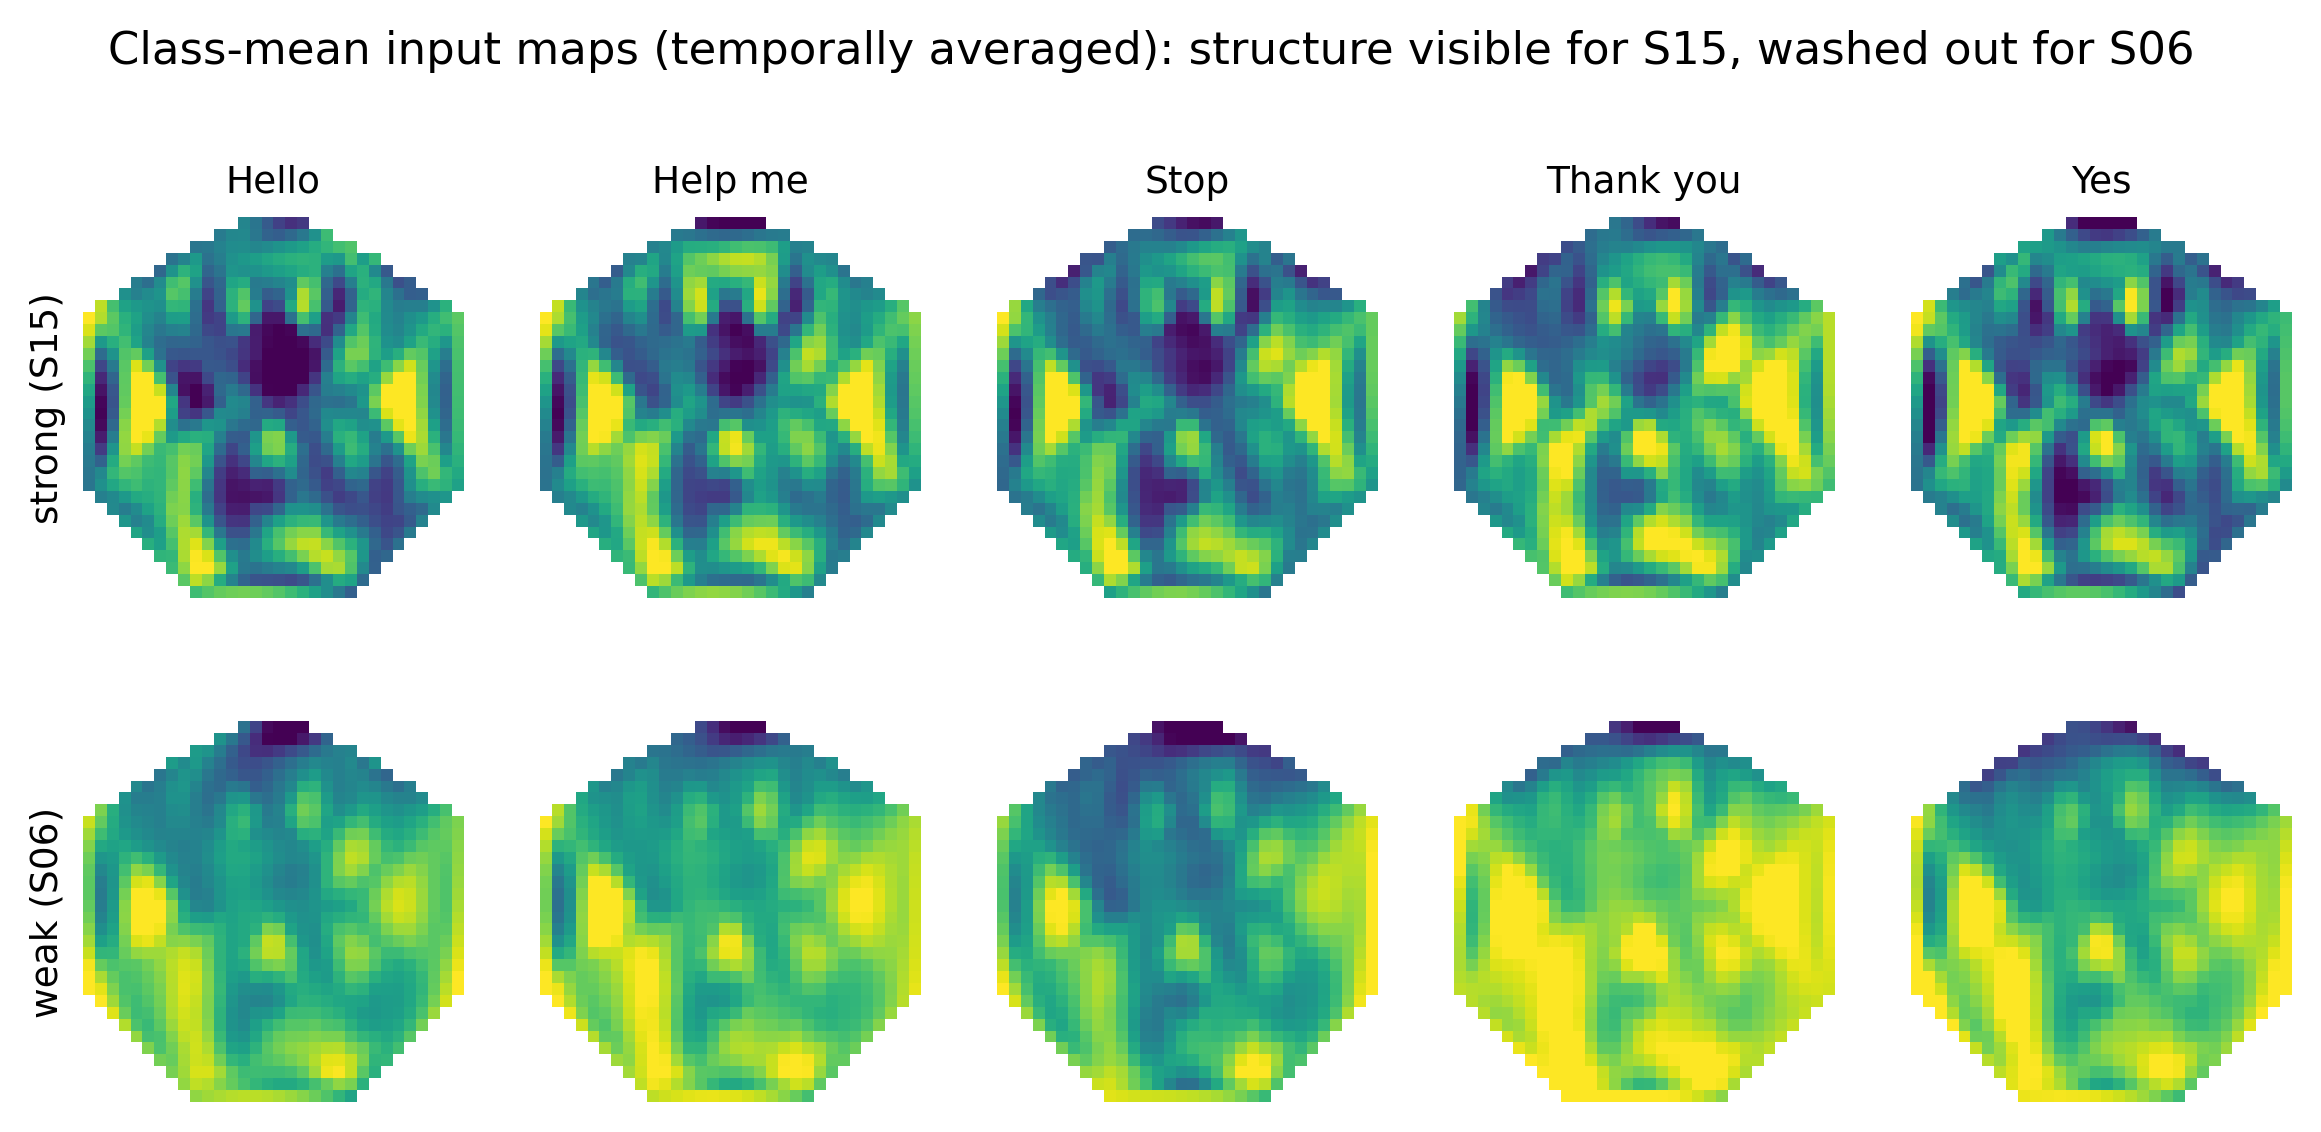 Class-mean input maps (temporally averaged): structure visible for S15, washed out for S06
Hello
Help me
Stop
Thank you
Yes
strong (S15)
weak (S06)